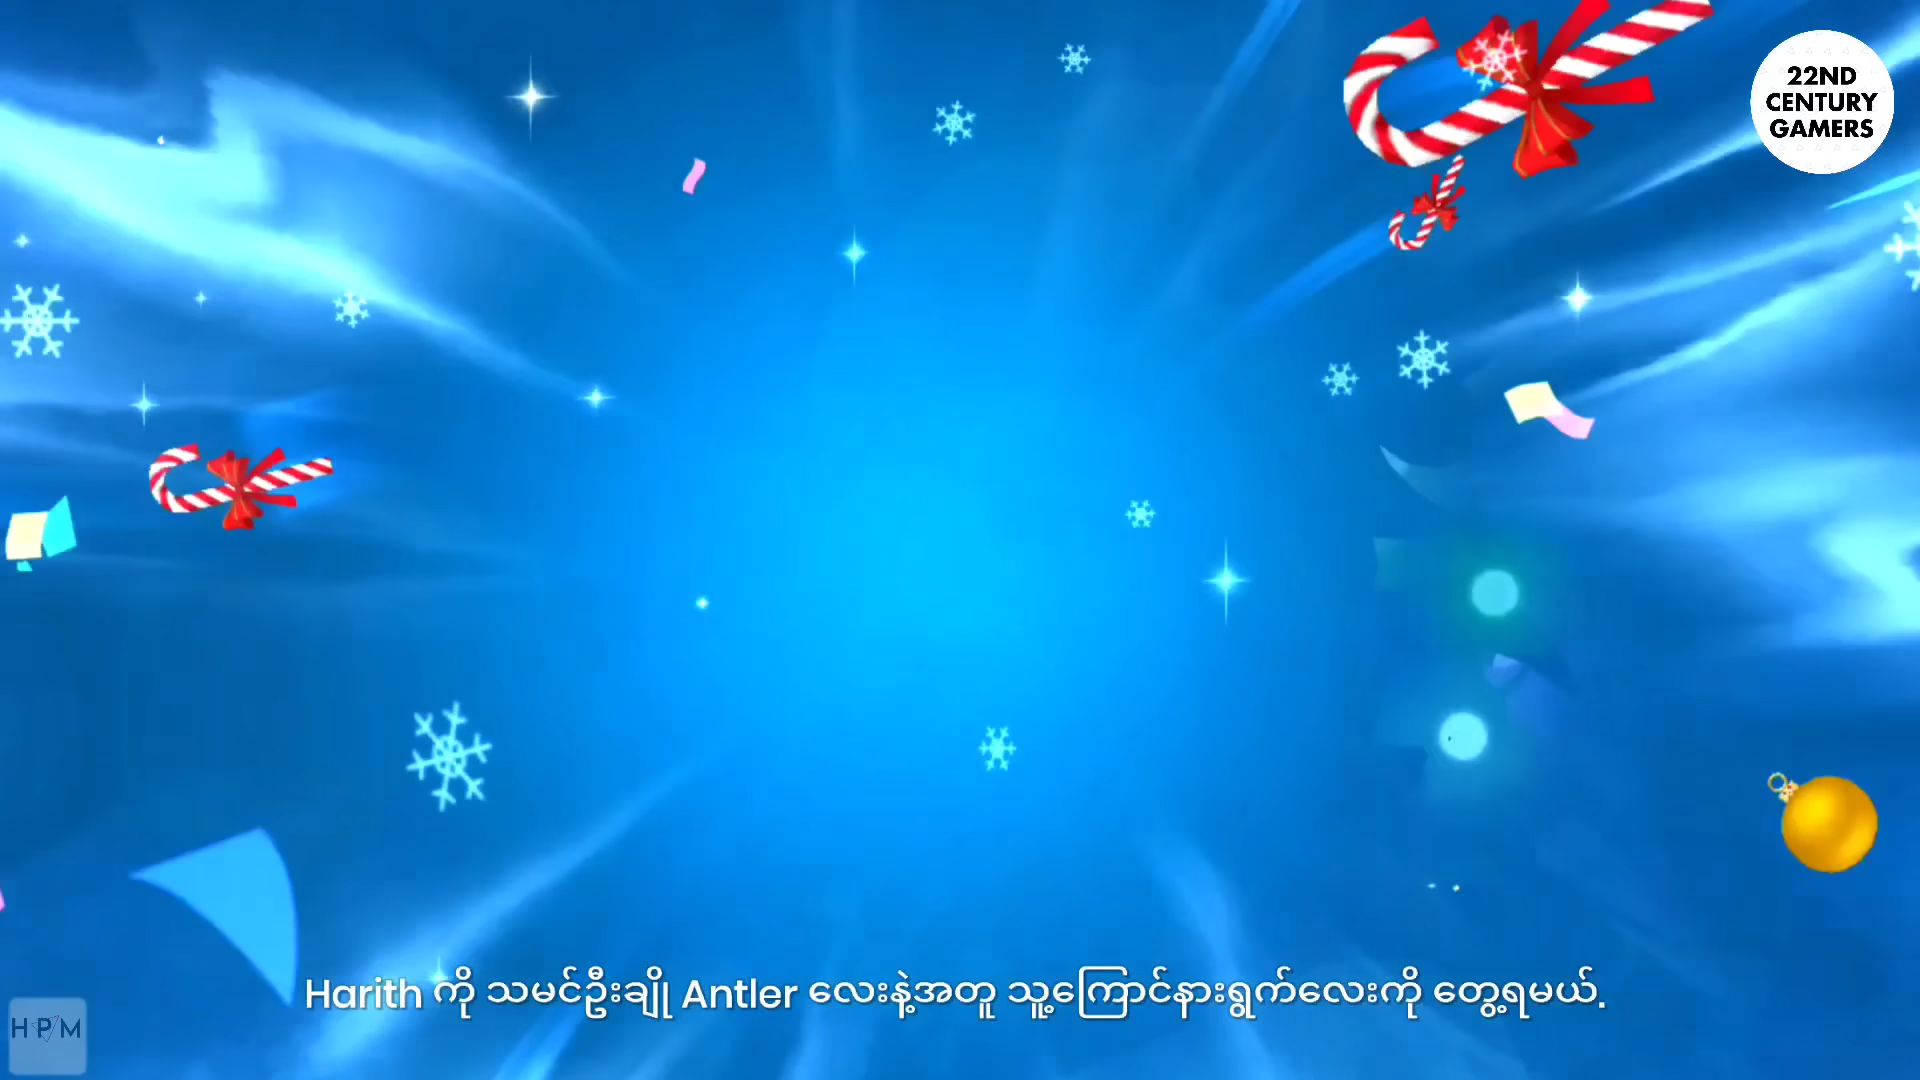 22ND
CENTURY
GAMERS
Harith ကို သမင်ဦးချို Antler လေးနဲ့အတူ သူ့ကြောင်နားရွက်လေးကို တွေ့ရမယ်.
HPM